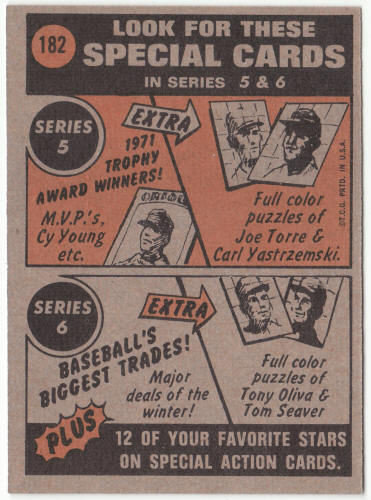 182
LOOK FOR THESE
SPECIAL CARDS
IN SERIES 5 & 6
SERIES
5
EXTRA
1971
TROPHY
AWARD WINNERS!
M.V.P.'s,
Cy Young
etc.
Full color
puzzles of
Joe Torre &
Carl Yastrzemski.
©T.C.G. PRTD. IN U.S.A.
SERIES
6
EXTRA
BASEBALL'S
BIGGEST TRADES!
Major
deals of the
winter!
Full color
puzzles of
Tony Oliva &
Tom Seaver
PLUS
12 OF YOUR FAVORITE STARS
ON SPECIAL ACTION CARDS.